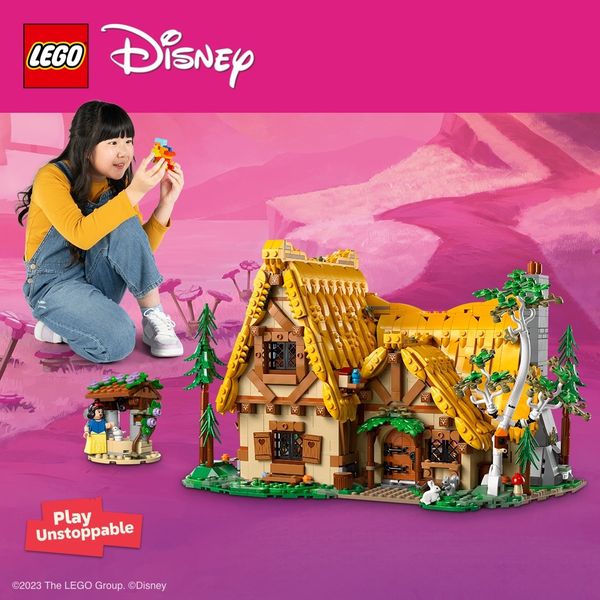 LEGO
Disney
Play
Unstoppable
©2023 The LEGO Group. ©Disney